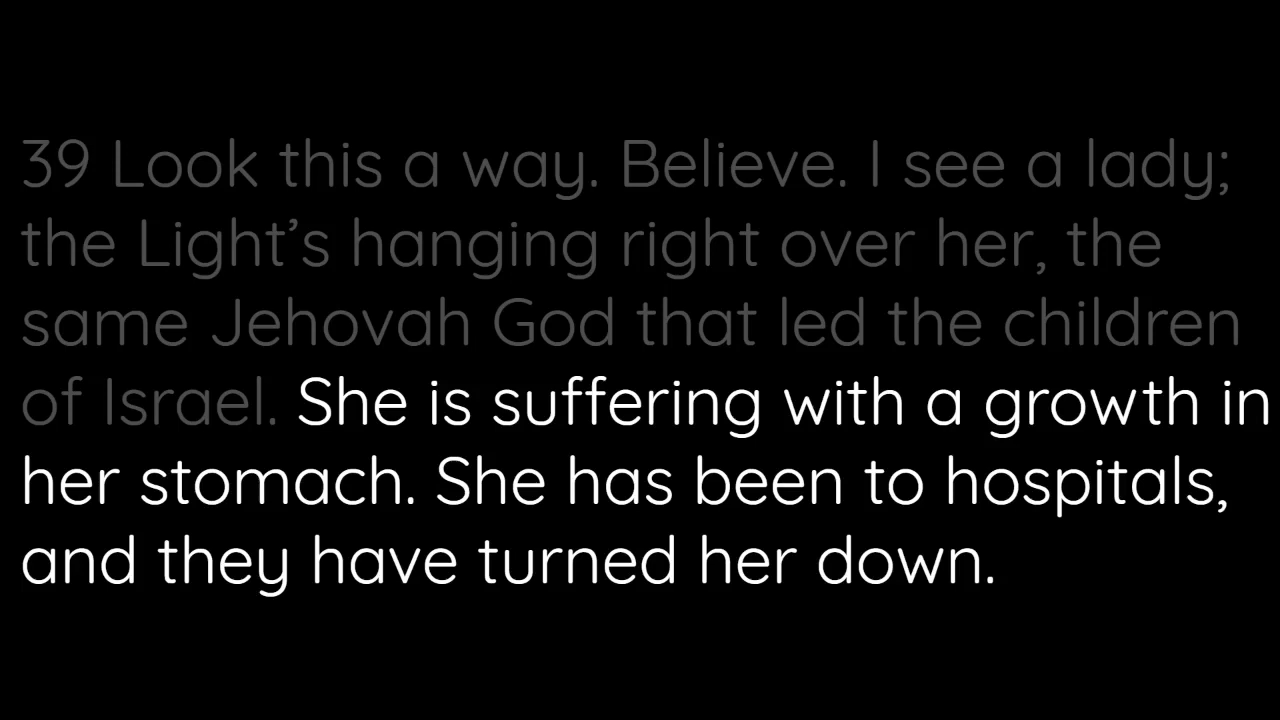 39 Look this a way. Believe. I see a lady;
the Light’s hanging right over her, the
same Jehovah God that led the children
of Israel. She is suffering with a growth in
her stomach. She has been to hospitals,
and they have turned her down.